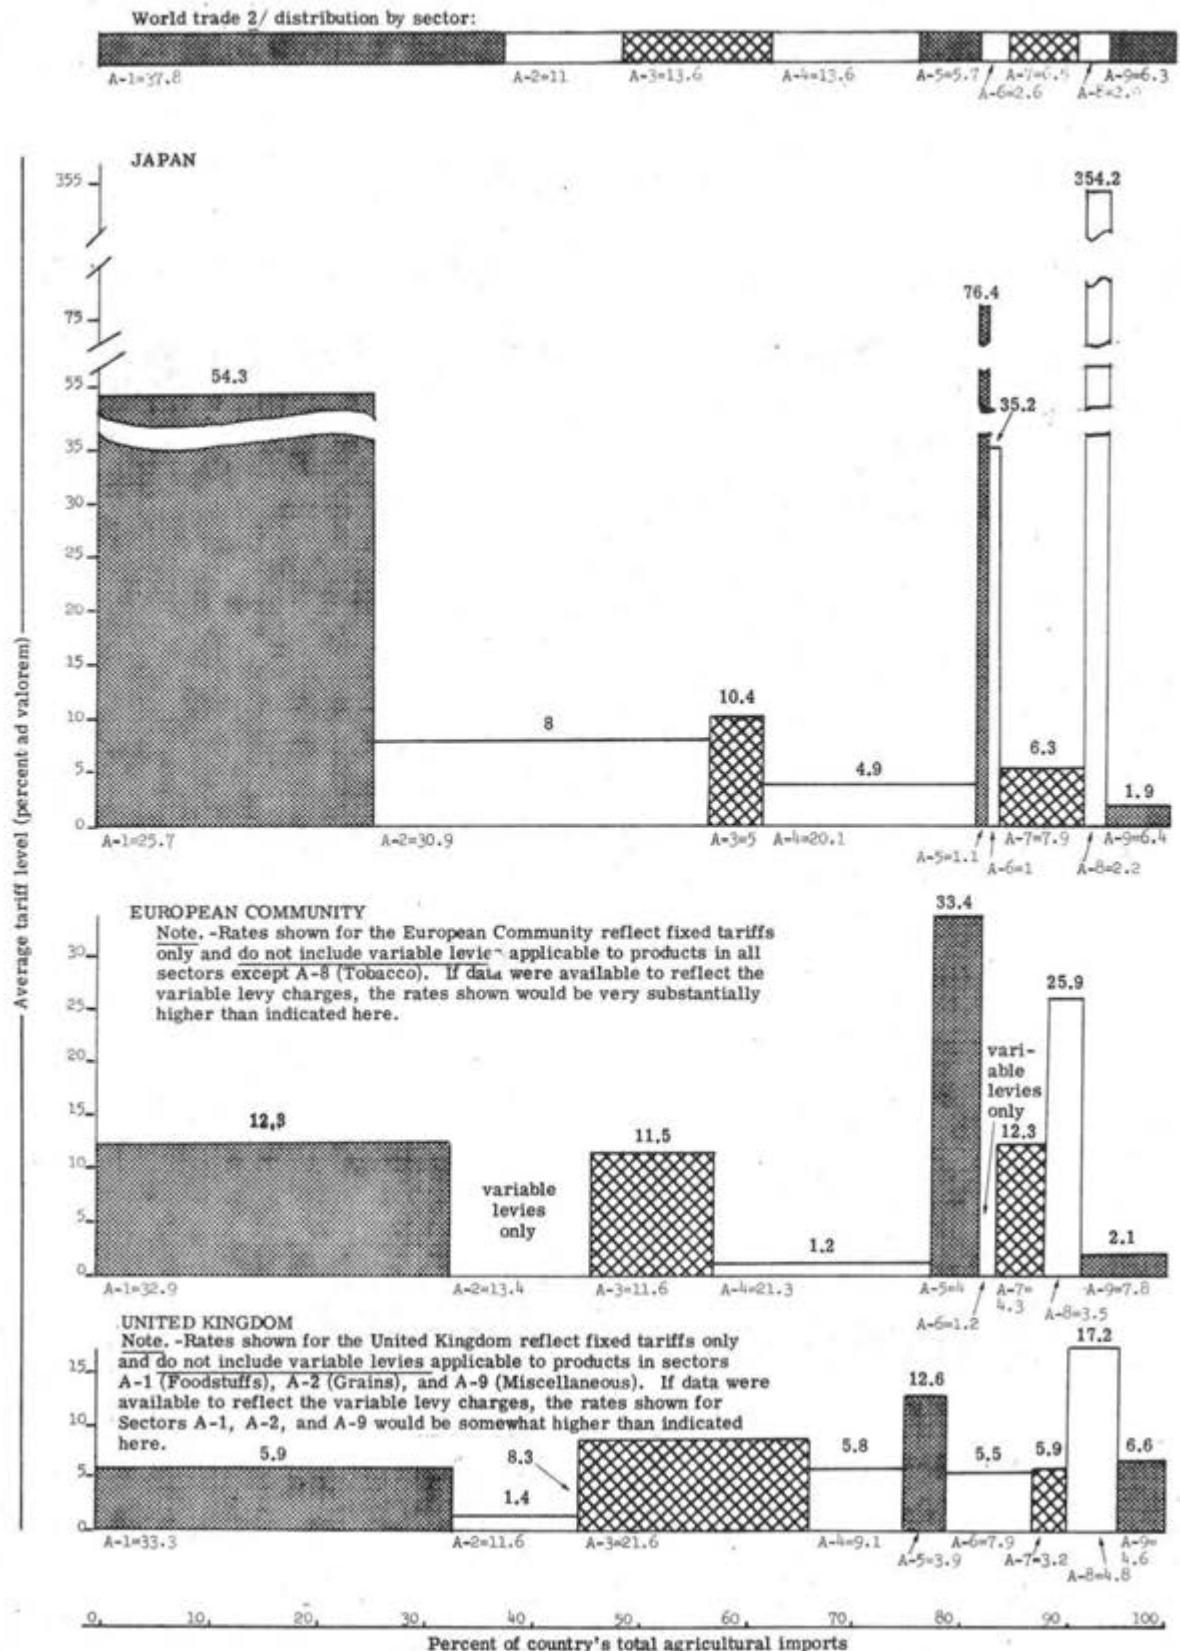 World trade 2/ distribution by sector:
A-1=37.8 A-2=11 A-3=13.6 A-4=13.6 A-5=5.7 A-7=6.5 A-9=6.3
A-6=2.6
JAPAN
355
354.2
76.4
75
54.3
55
35.2
35
30
25
20
15
10.4
10
8
6.3
5
4.9
1.9
0
A-1=25.7 A-2=30.9 A-3=5 A-4=20.1 A-7=7.9 A-9=6.4
A-5=1.1 A-6=1 A-8=2.2
Average tariff level (percent ad valorem)
EUROPEAN COMMUNITY
33.4
Note. -Rates shown for the European Community reflect fixed tariffs
only and do not include variable levie applicable to products in all
sectors except A-8 (Tobacco). If data were available to reflect the
variable levy charges, the rates shown would be very substantially
higher than indicated here.
30
25
25.9
20
vari-
able
levies
only
15
12.3
11.5
12.3
10
variable
levies
only
5
1.2
2.1
0
A-1=32.9 A-2=13.4 A-3=11.6 A-4=21.3 A-5=4 A-7=
4.3 A-9=7.8
A-6=1.2 A-8=3.5
UNITED KINGDOM
17.2
Note. -Rates shown for the United Kingdom reflect fixed tariffs only
and do not include variable levies applicable to products in sectors
A-1 (Foodstuffs), A-2 (Grains), and A-9 (Miscellaneous). If data were
available to reflect the variable levy charges, the rates shown for
Sectors A-1, A-2, and A-9 would be somewhat higher than indicated
here.
15
12.6
10
5.9
8.3
5.8
5.5
5.9
6.6
5
1.4
0
A-1=33.3 A-2=11.6 A-3=21.6 A-4=9.1 A-6=7.9 A-9=
4.6
A-5=3.9 A-7=3.2
A-8=4.8
0 10 20 30 40 50 60 70 80 90 100
Percent of country's total agricultural imports